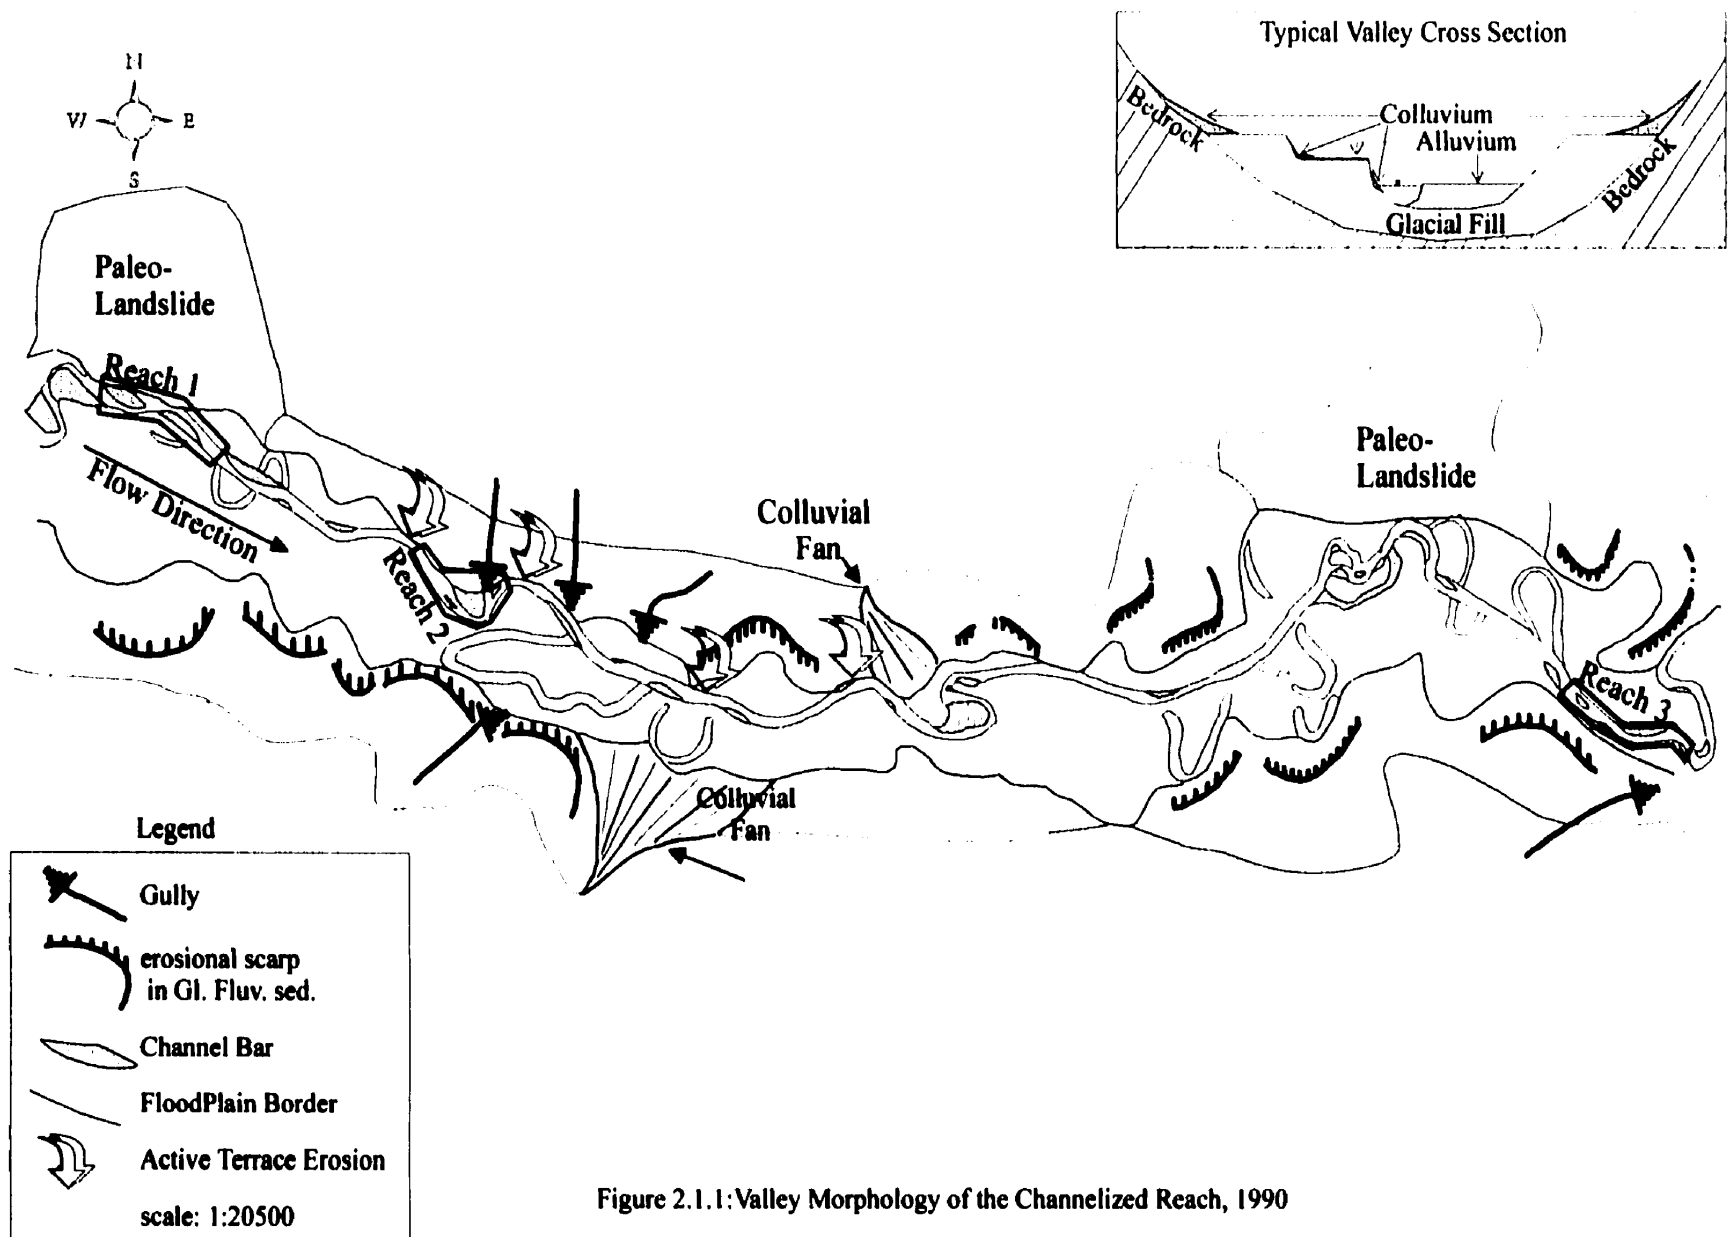 Typical Valley Cross Section
Bedrock
Colluvium
Alluvium
Bedrock
Glacial Fill
N
W
E
S
Paleo-
Landslide
Reach 1
Flow Direction
Reach 2
Colluvial
Fan
Paleo-
Landslide
Reach 3
Colluvial
Fan
Legend
Gully
erosional scarp
in Gl. Fluv. sed.
Channel Bar
FloodPlain Border
Active Terrace Erosion
scale: 1:20500
Figure 2.1.1: Valley Morphology of the Channelized Reach, 1990